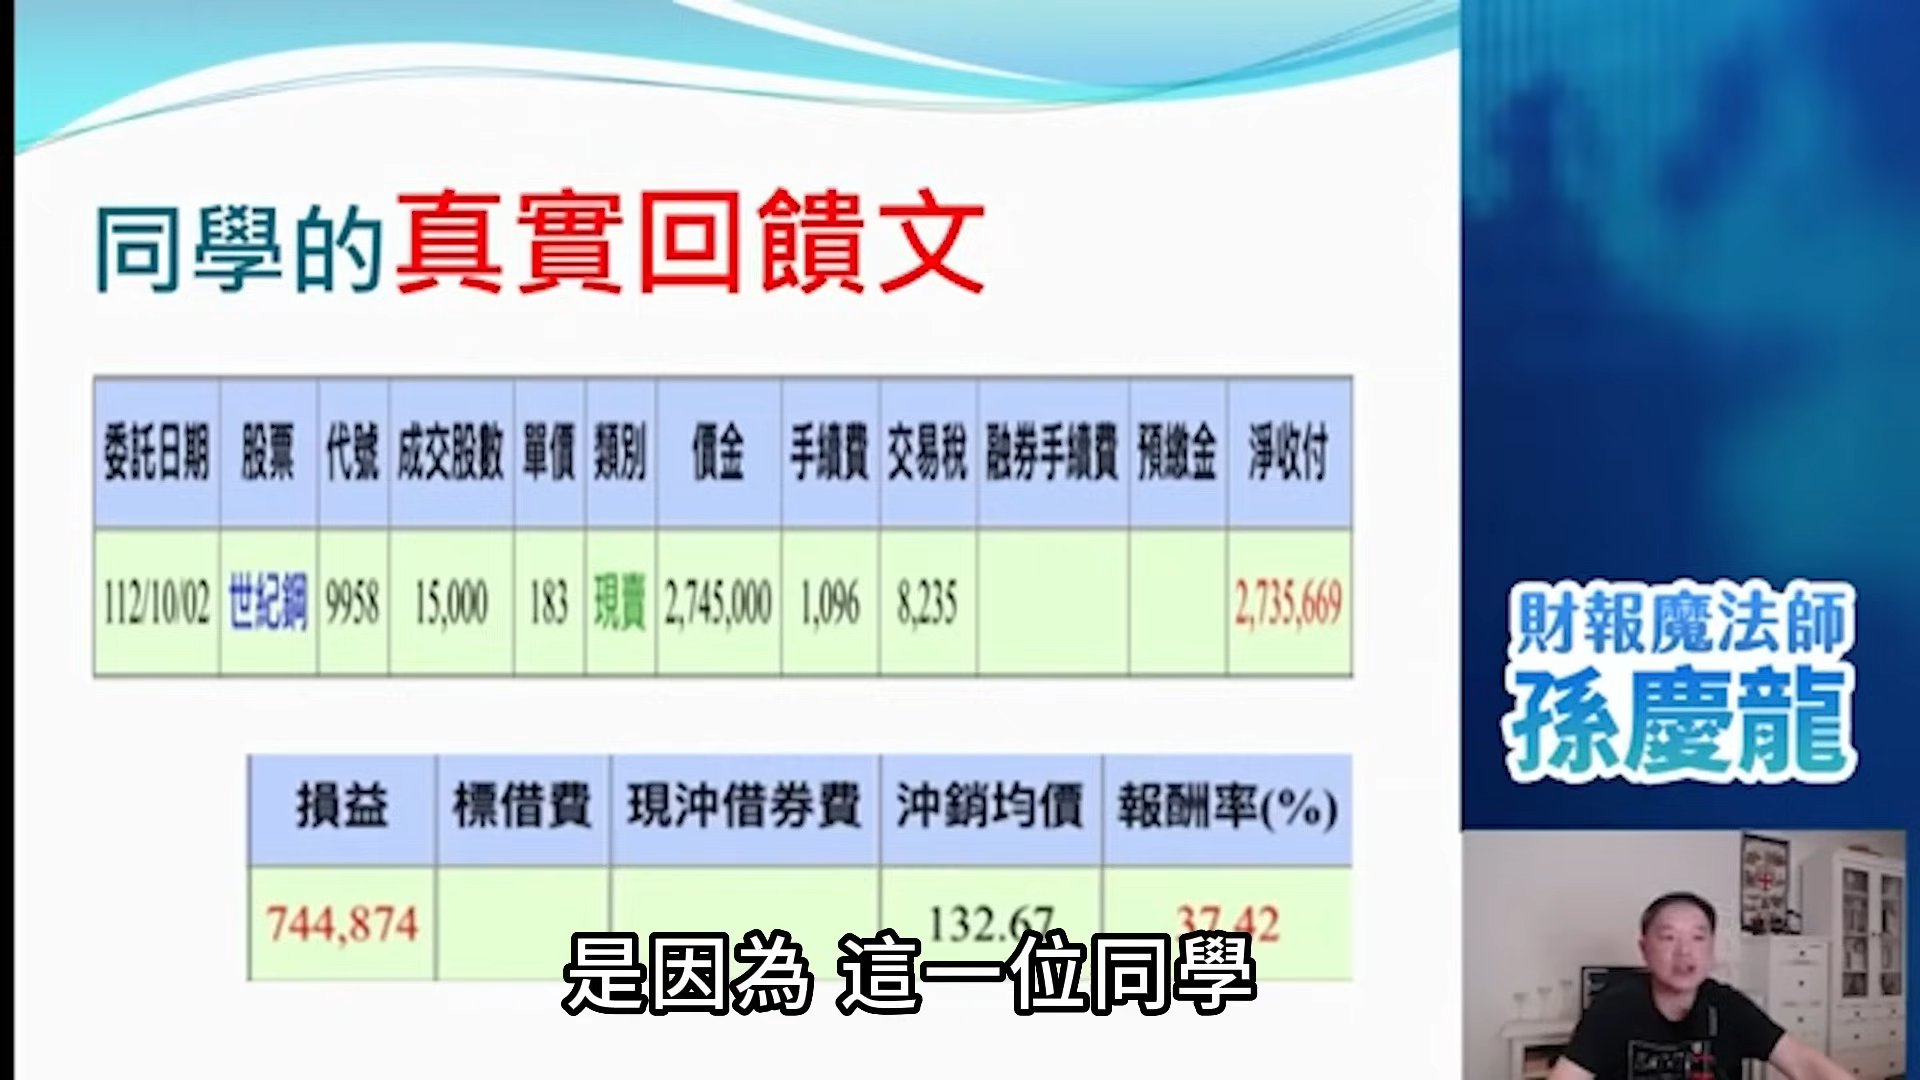 同學的真實回饋文
委託日期 股票 代號 成交股數 單價 類別 價金 手續費 交易稅 融券手續費 預繳金 淨收付
112/10/02 世紀鋼 9958 15,000 183 現賣 2,745,000 1,096 8,235 2,735,669
損益 標借費 現沖借券費 沖銷均價 報酬率(%)
744,874 132.67 37.42
是因為 這一位同學
財報魔法師
孫慶龍